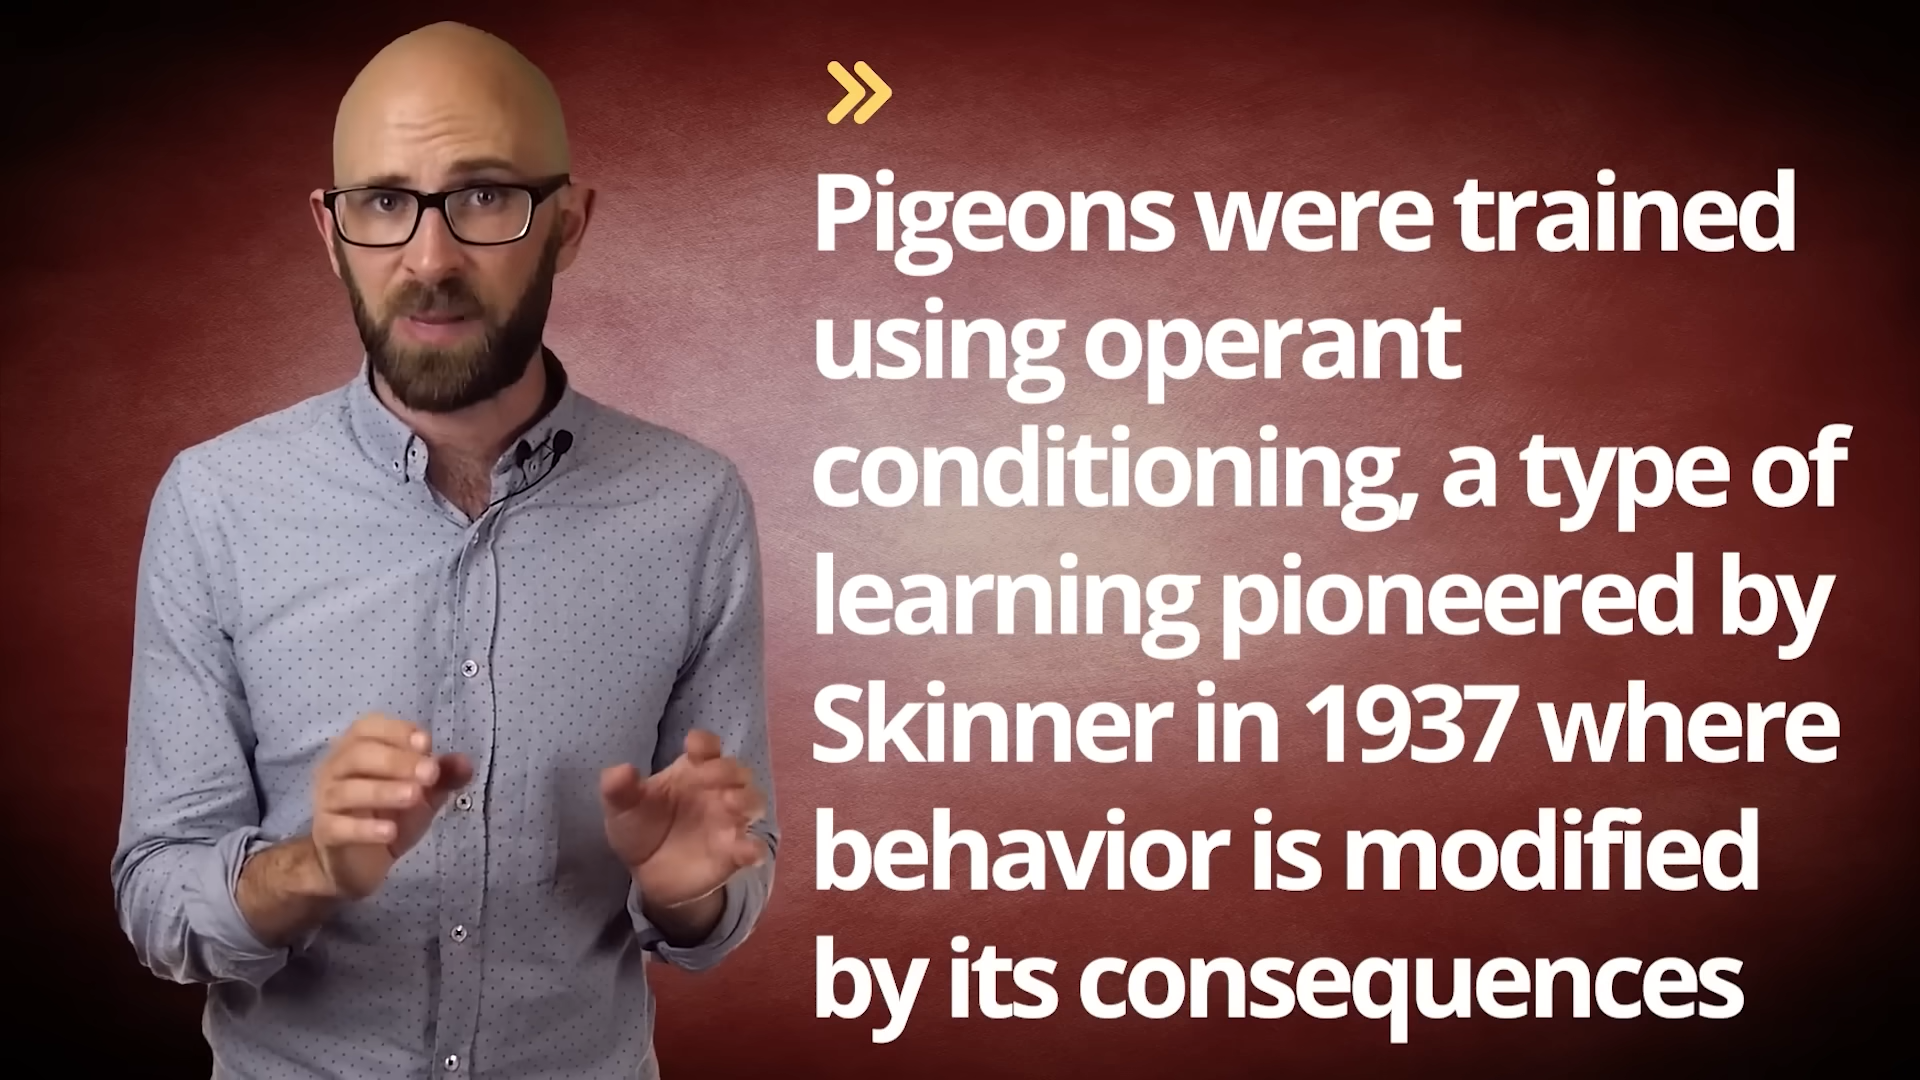 Pigeons were trained
using operant
conditioning, a type of
learning pioneered by
Skinner in 1937 where
behavior is modified
by its consequences